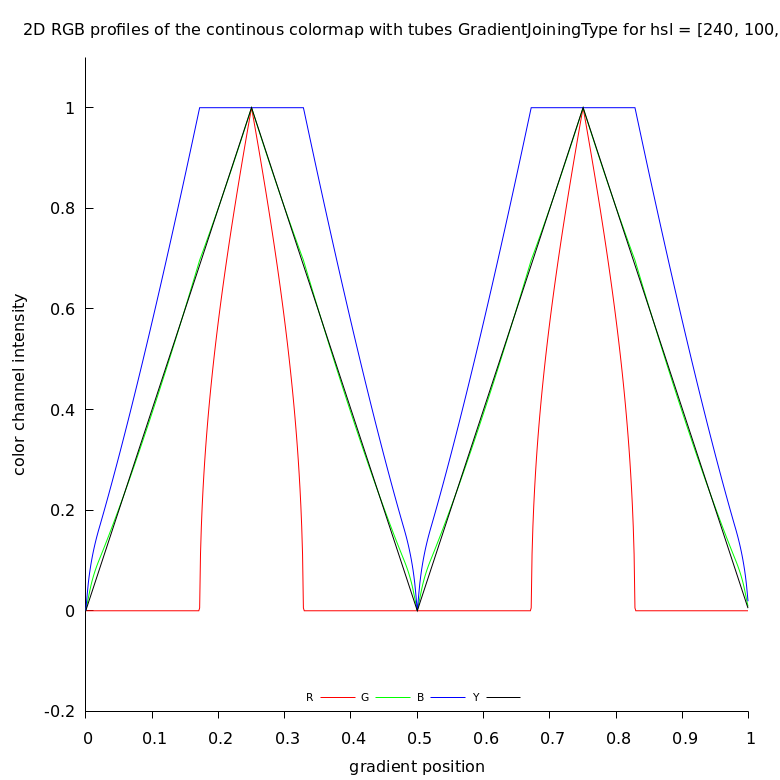 2D RGB profiles of the continous colormap with tubes GradientJoiningType for hsl = [240, 100,
1
0.8
0.6
0.4
0.2
0
-0.2
color channel intensity
R G B Y
0 0.1 0.2 0.3 0.4 0.5 0.6 0.7 0.8 0.9 1
gradient position